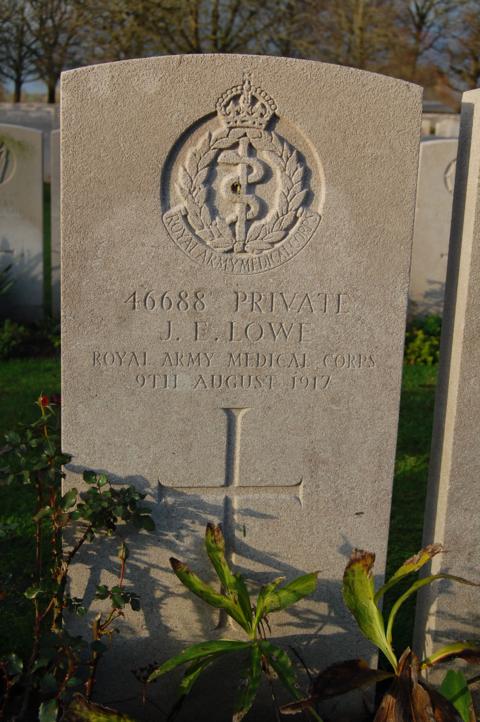 ROYAL ARMY MEDICAL CORPS
46688 PRIVATE
J. E. LOWE
ROYAL ARMY MEDICAL CORPS
9TH AUGUST 1917